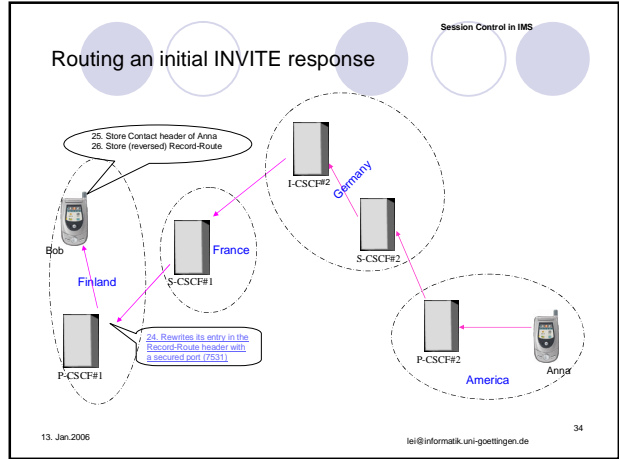 Session Control in IMS
Routing an initial INVITE response
25. Store Contact header of Anna
26. Store (reversed) Record-Route
I-CSCF#2
Germany
Bob
France
S-CSCF#2
Finland
S-CSCF#1
24. Rewrites its entry in the
Record-Route header with
a secured port (7531)
P-CSCF#1
P-CSCF#2
Anna
America
13. Jan.2006
lei@informatik.uni-goettingen.de
34